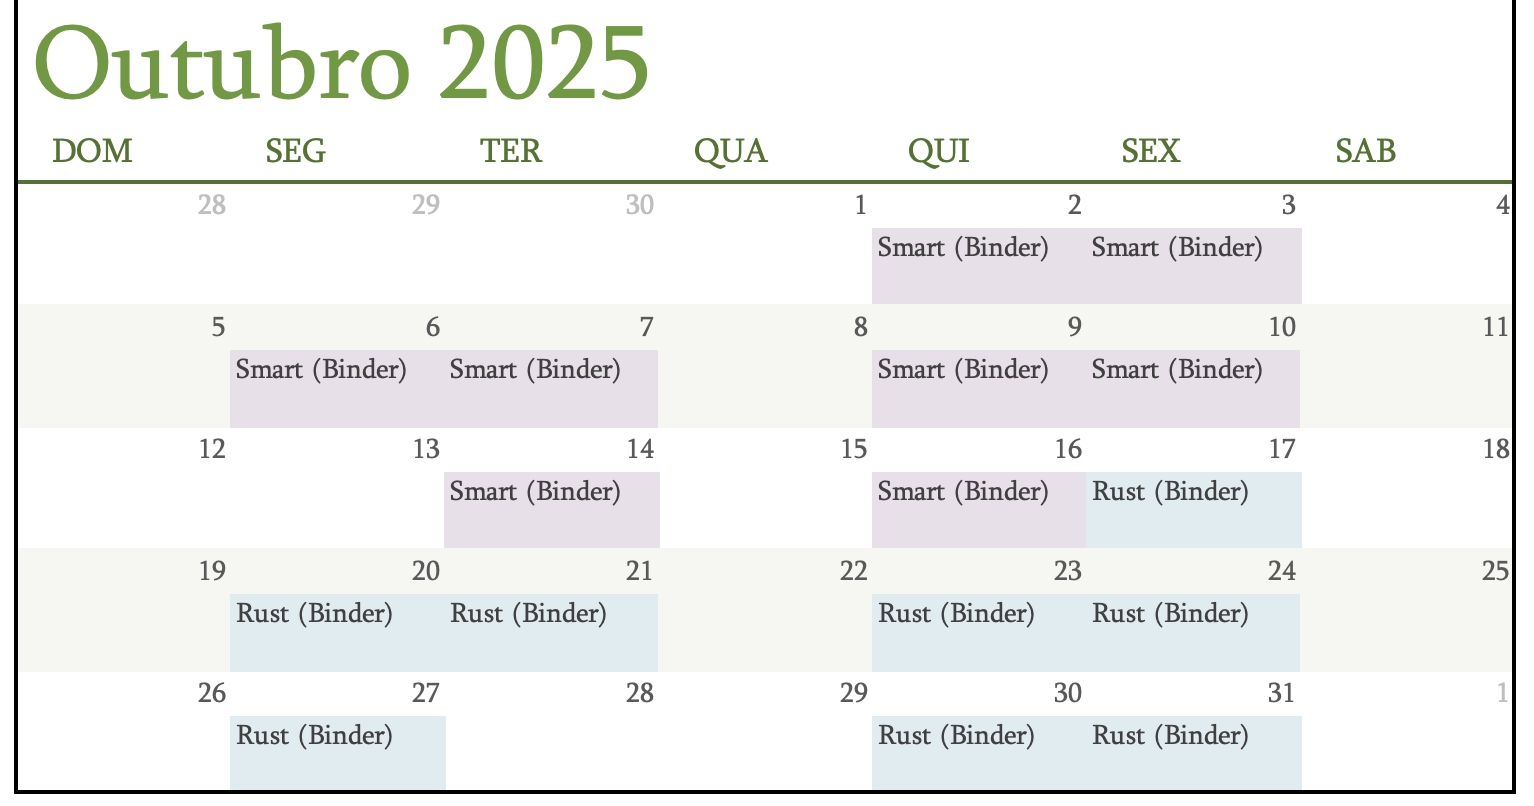 Outubro 2025
DOM SEG TER QUA QUI SEX SAB
28 29 30 1 2 3 4
Smart (Binder) Smart (Binder)
5 6 7 8 9 10 11
Smart (Binder) Smart (Binder) Smart (Binder) Smart (Binder)
12 13 14 15 16 17 18
Smart (Binder) Smart (Binder) Rust (Binder)
19 20 21 22 23 24 25
Rust (Binder) Rust (Binder) Rust (Binder) Rust (Binder)
26 27 28 29 30 31 1
Rust (Binder) Rust (Binder) Rust (Binder)